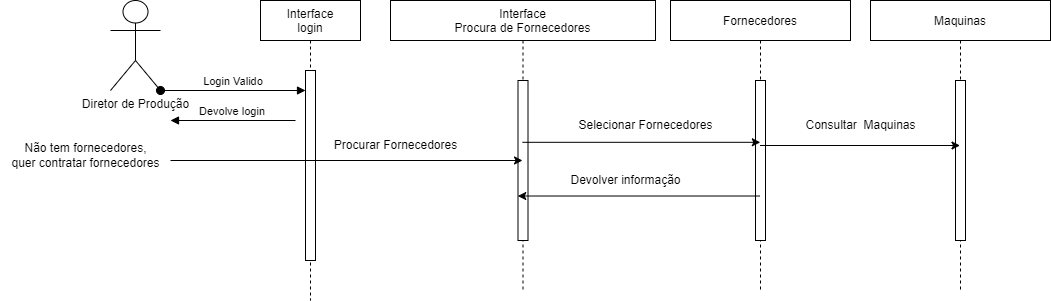 Interface
login
Interface
Procura de Fornecedores
Fornecedores
Maquinas
Login Valido
Diretor de Produção
Devolve login
Não tem fornecedores,
quer contratar fornecedores
Procurar Fornecedores
Selecionar Fornecedores
Consultar Maquinas
Devolver informação